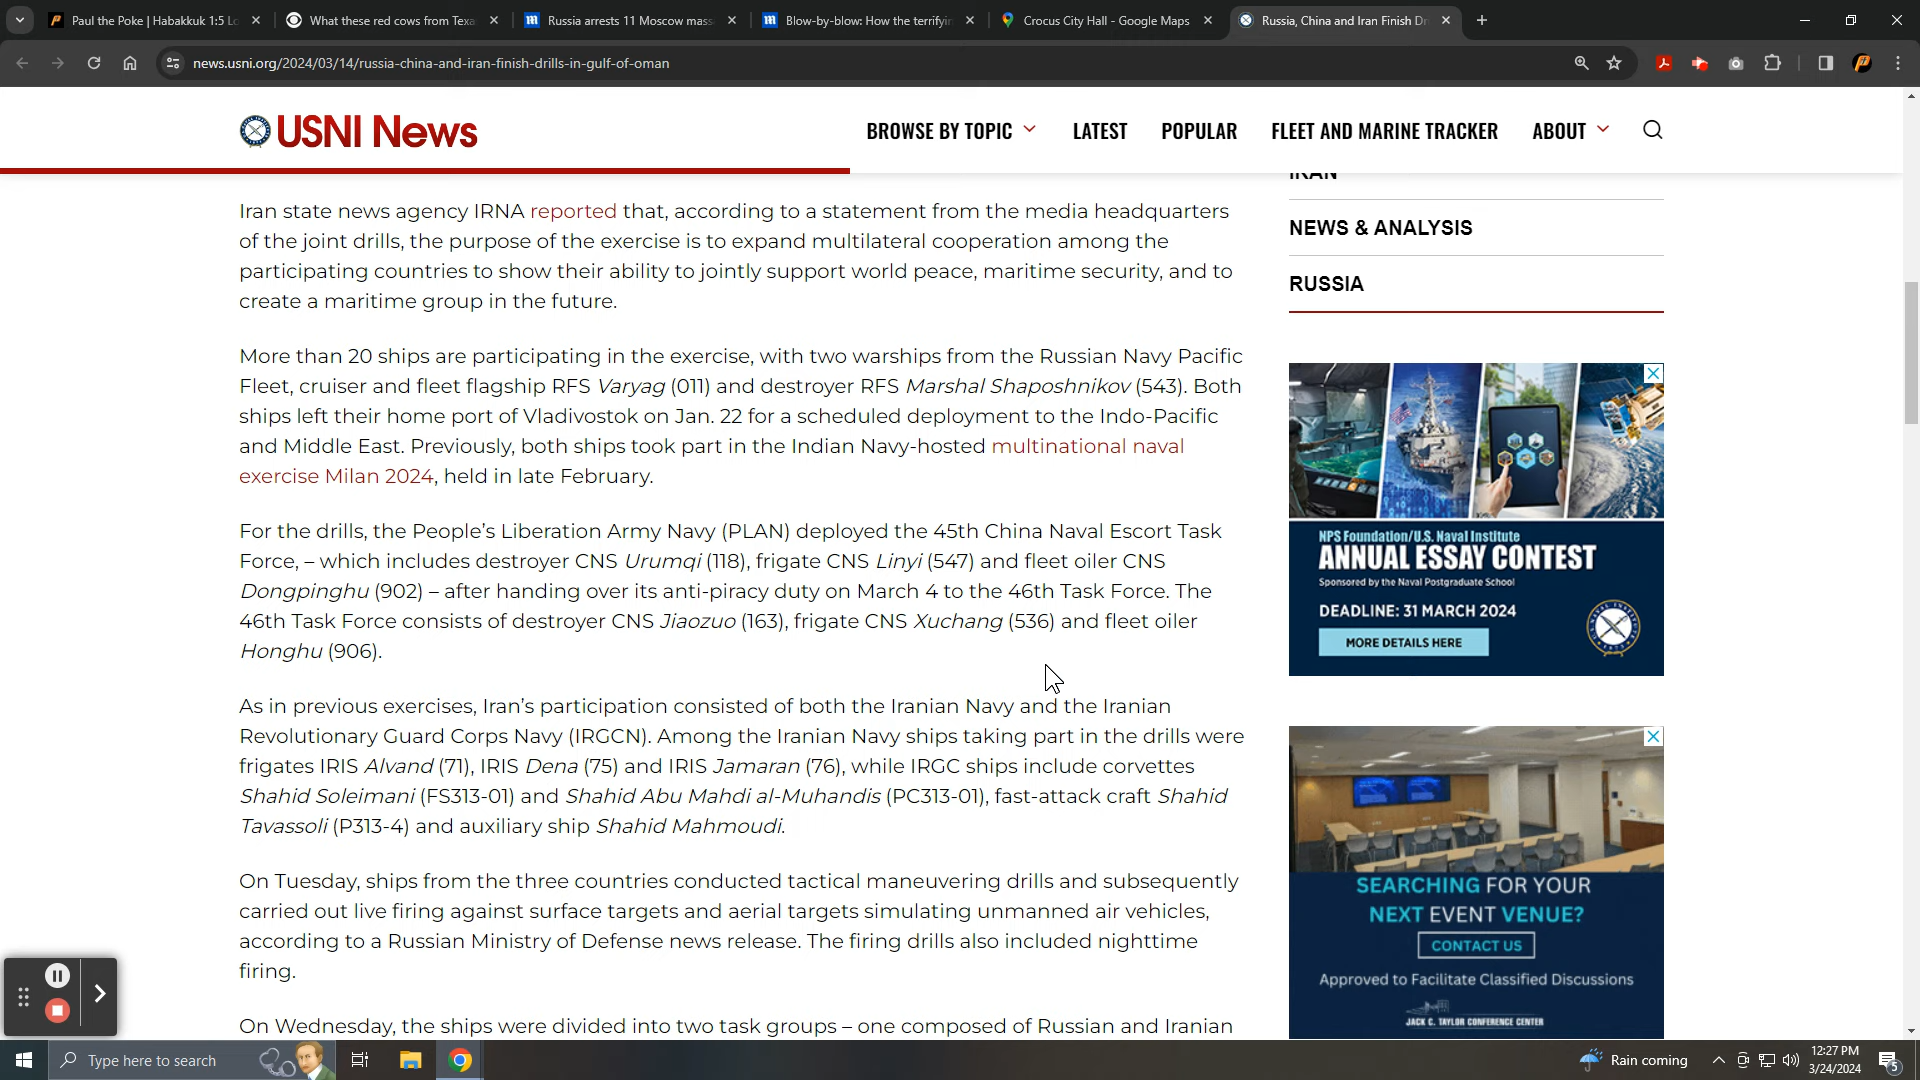 Paul the Poke | Habakkuk 1:5 Lo
What these red cows from Texa
Russia arrests 11 Moscow mass
Blow-by-blow: How the terrifyin
Crocus City Hall - Google Maps
Russia, China and Iran Finish Dr
news.usni.org/2024/03/14/russia-china-and-iran-finish-drills-in-gulf-of-oman
USNI News
BROWSE BY TOPIC
LATEST
POPULAR
FLEET AND MARINE TRACKER
ABOUT
Iran state news agency IRNA reported that, according to a statement from the media headquarters
of the joint drills, the purpose of the exercise is to expand multilateral cooperation among the
participating countries to show their ability to jointly support world peace, maritime security, and to
create a maritime group in the future.
More than 20 ships are participating in the exercise, with two warships from the Russian Navy Pacific
Fleet, cruiser and fleet flagship RFS Varyag (011) and destroyer RFS Marshal Shaposhnikov (543). Both
ships left their home port of Vladivostok on Jan. 22 for a scheduled deployment to the Indo-Pacific
and Middle East. Previously, both ships took part in the Indian Navy-hosted multinational naval
exercise Milan 2024, held in late February.
For the drills, the People’s Liberation Army Navy (PLAN) deployed the 45th China Naval Escort Task
Force, – which includes destroyer CNS Urumqi (118), frigate CNS Linyi (547) and fleet oiler CNS
Dongpinghu (902) – after handing over its anti-piracy duty on March 4 to the 46th Task Force. The
46th Task Force consists of destroyer CNS Jiaozuo (163), frigate CNS Xuchang (536) and fleet oiler
Honghu (906).
As in previous exercises, Iran’s participation consisted of both the Iranian Navy and the Iranian
Revolutionary Guard Corps Navy (IRGCN). Among the Iranian Navy ships taking part in the drills were
frigates IRIS Alvand (71), IRIS Dena (75) and IRIS Jamaran (76), while IRGC ships include corvettes
Shahid Soleimani (FS313-01) and Shahid Abu Mahdi al-Muhandis (PC313-01), fast-attack craft Shahid
Tavassoli (P313-4) and auxiliary ship Shahid Mahmoudi.
On Tuesday, ships from the three countries conducted tactical maneuvering drills and subsequently
carried out live firing against surface targets and aerial targets simulating unmanned air vehicles,
according to a Russian Ministry of Defense news release. The firing drills also included nighttime
firing.
On Wednesday, the ships were divided into two task groups – one composed of Russian and Iranian
IRAN
NEWS & ANALYSIS
RUSSIA
NPS Foundation/U.S. Naval Institute
ANNUAL ESSAY CONTEST
Sponsored by the Naval Postgraduate School
DEADLINE: 31 MARCH 2024
MORE DETAILS HERE
SEARCHING FOR YOUR
NEXT EVENT VENUE?
CONTACT US
Approved to Facilitate Classified Discussions
JACK C. TAYLOR CONFERENCE CENTER
Type here to search
Rain coming
12:27 PM
3/24/2024
5